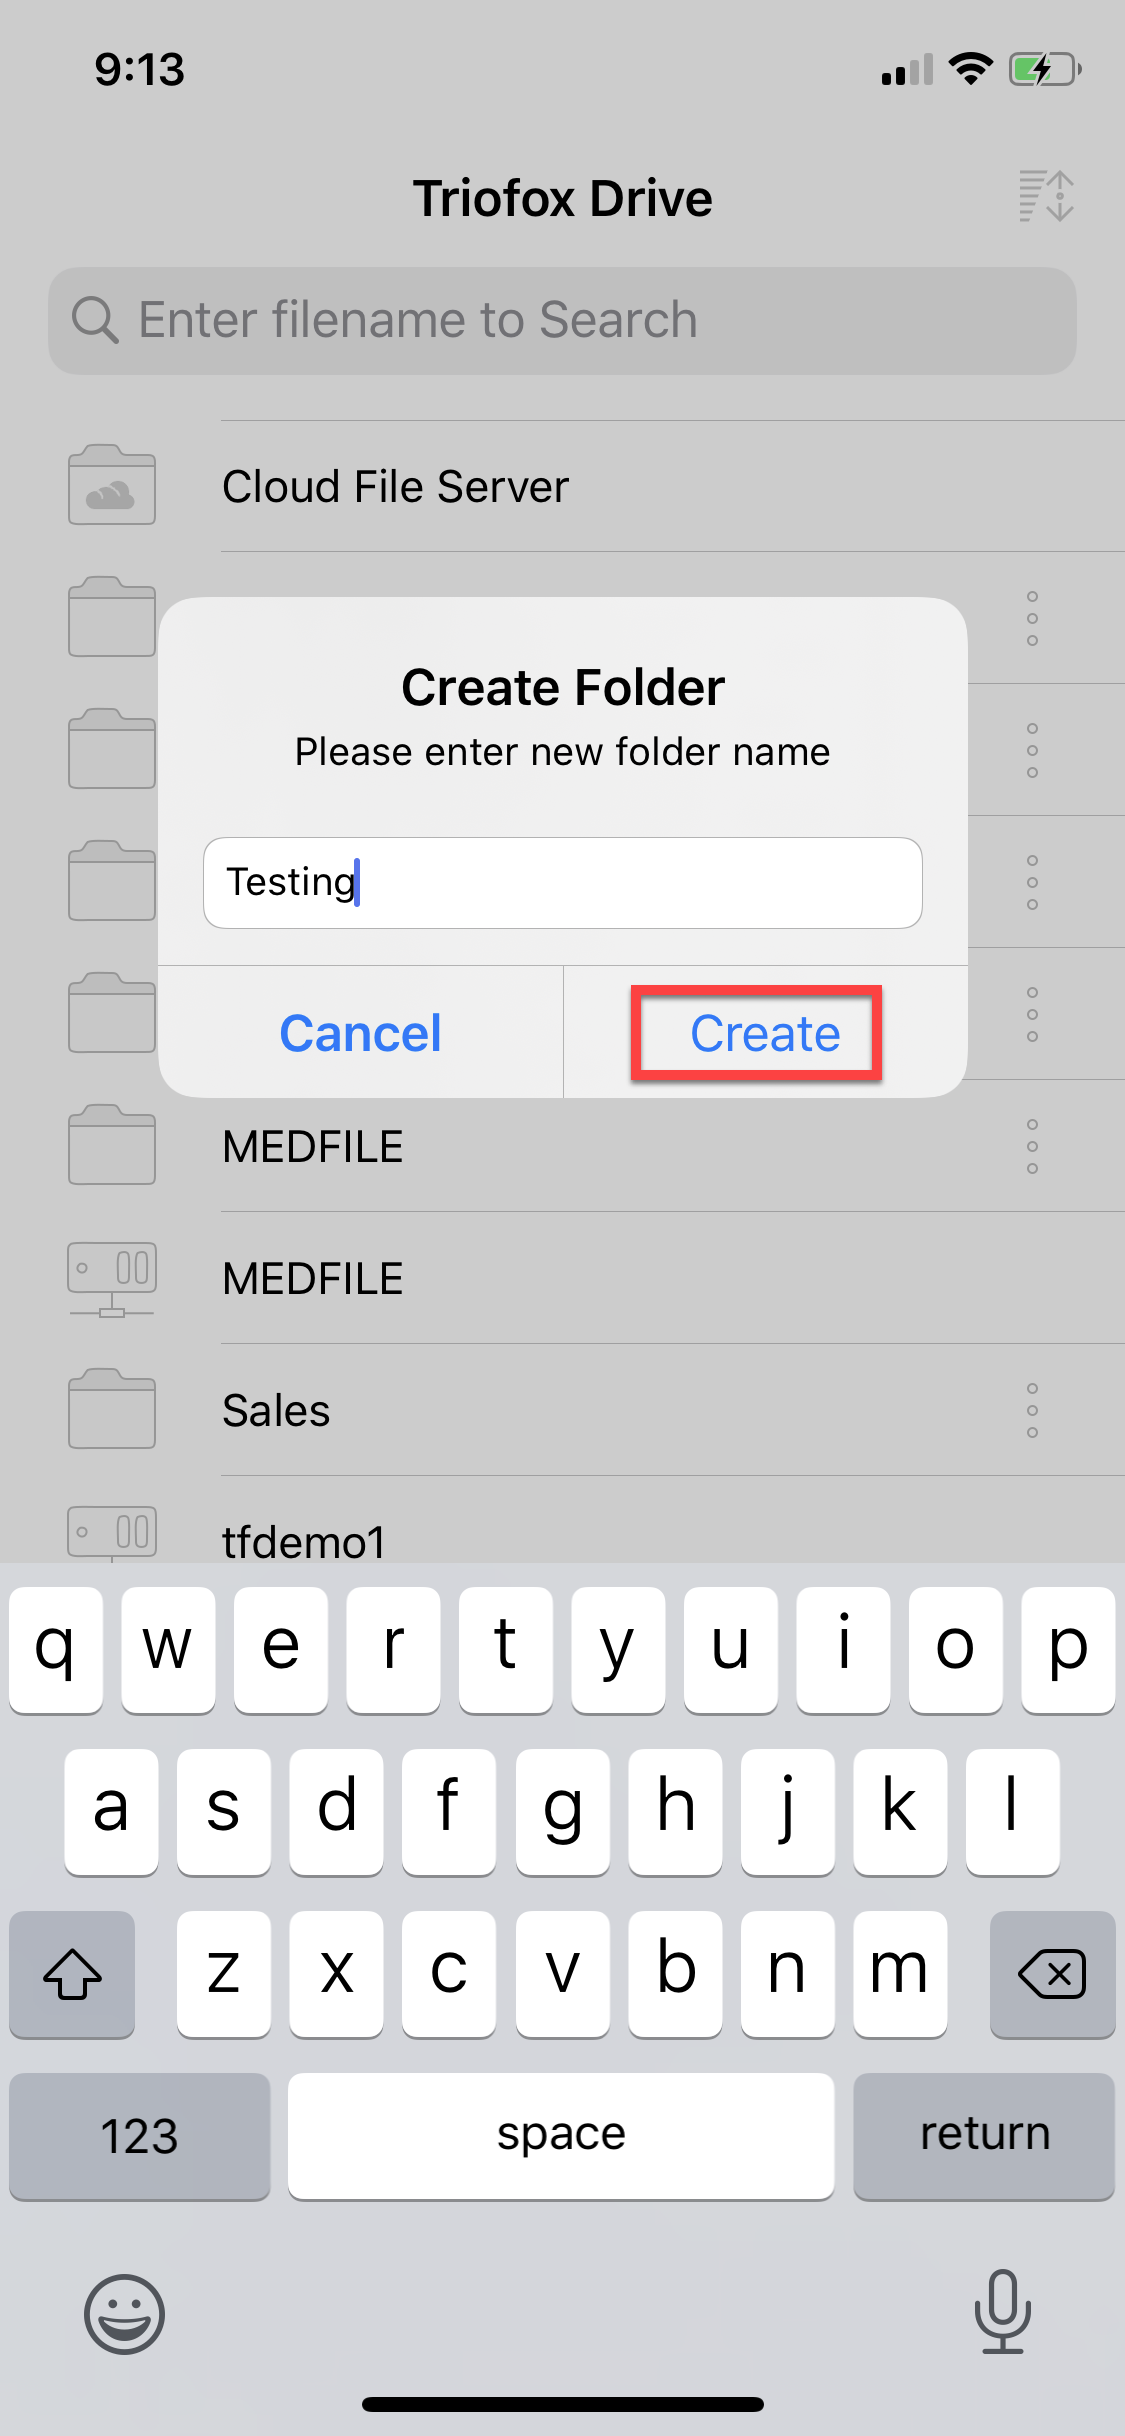 9:13
Triofox Drive
Enter filename to Search
Cloud File Server
Create Folder
Please enter new folder name
Testing
Cancel Create
MEDFILE
MEDFILE
Sales
tfdemo1
q w e r t y u i o p
a s d f g h j k l
z x c v b n m
123 space return